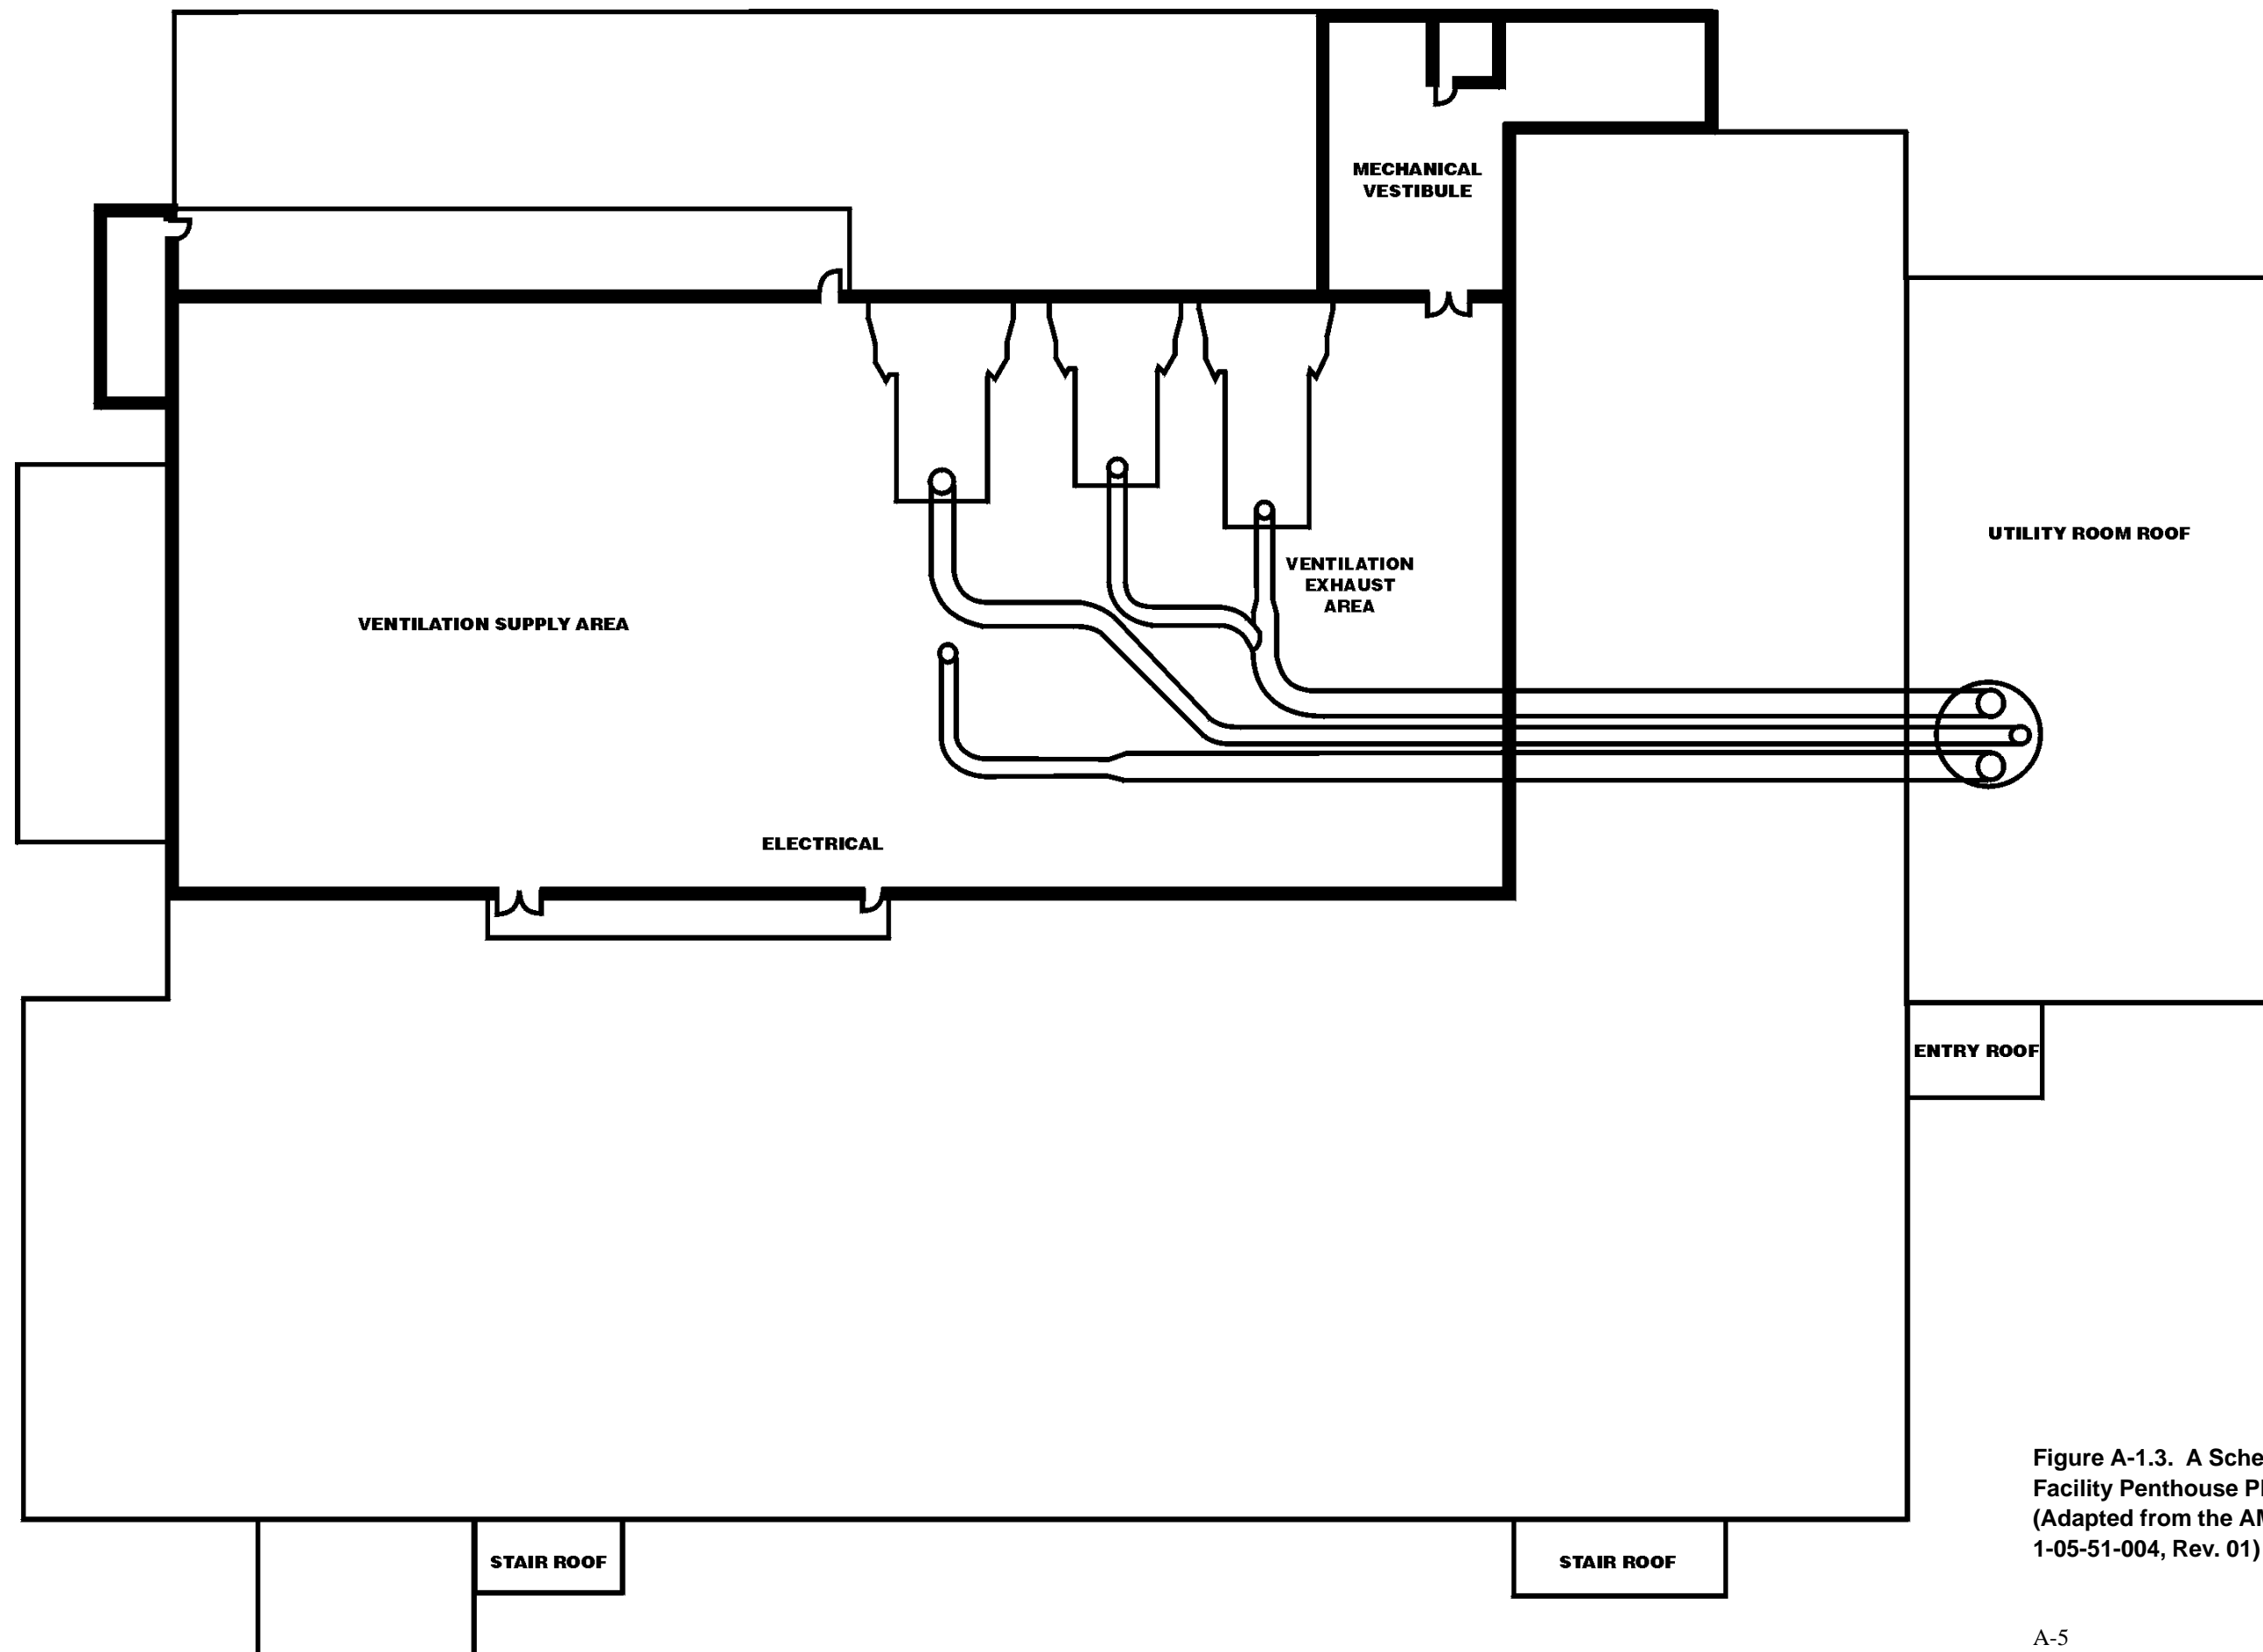 MECHANICAL
VESTIBULE
UTILITY ROOM ROOF
VENTILATION
EXHAUST
AREA
VENTILATION SUPPLY AREA
ELECTRICAL
ENTRY ROOF
Figure A-1.3. A Sche
Facility Penthouse
(Adapted from the
1-05-51-004, Rev. 01)
STAIR ROOF
STAIR ROOF
A-5